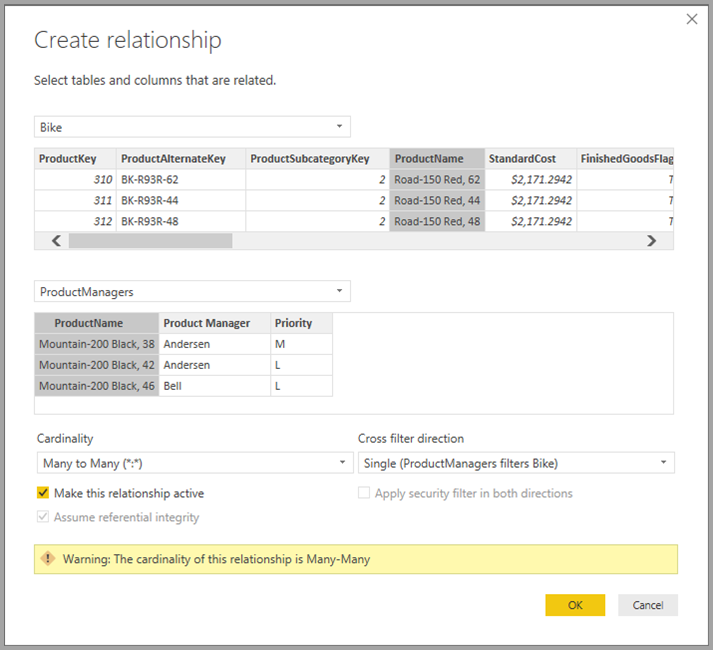 Create relationship
Select tables and columns that are related.
Bike
ProductKey ProductAlternateKey ProductSubcategoryKey ProductName StandardCost FinishedGoodsFlag
310 BK-R93R-62 2 Road-150 Red, 62 $2,171.2942 T
311 BK-R93R-44 2 Road-150 Red, 44 $2,171.2942 T
312 BK-R93R-48 2 Road-150 Red, 48 $2,171.2942 T
ProductManagers
ProductName Product Manager Priority
Mountain-200 Black, 38 Andersen M
Mountain-200 Black, 42 Andersen L
Mountain-200 Black, 46 Bell L
Cardinality Cross filter direction
Many to Many (*:*) Single (ProductManagers filters Bike)
Make this relationship active Apply security filter in both directions
Assume referential integrity
Warning: The cardinality of this relationship is Many-Many
OK Cancel